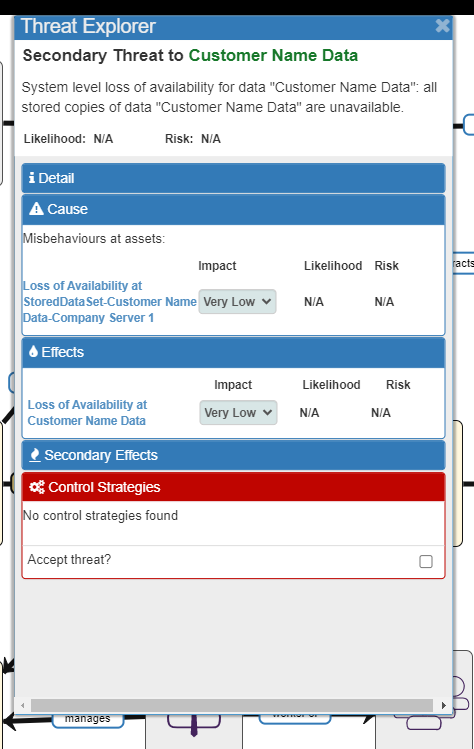 Threat Explorer
Secondary Threat to Customer Name Data
System level loss of availability for data "Customer Name Data": all
stored copies of data "Customer Name Data" are unavailable.
Likelihood: N/A Risk: N/A
Detail
Cause
Misbehaviours at assets:
Impact Likelihood Risk
Loss of Availability at
StoredDataSet-Customer Name Very Low N/A N/A
Data-Company Server 1
Effects
Impact Likelihood Risk
Loss of Availability at
Customer Name Data Very Low N/A N/A
Secondary Effects
Control Strategies
No control strategies found
Accept threat?
racts
manages